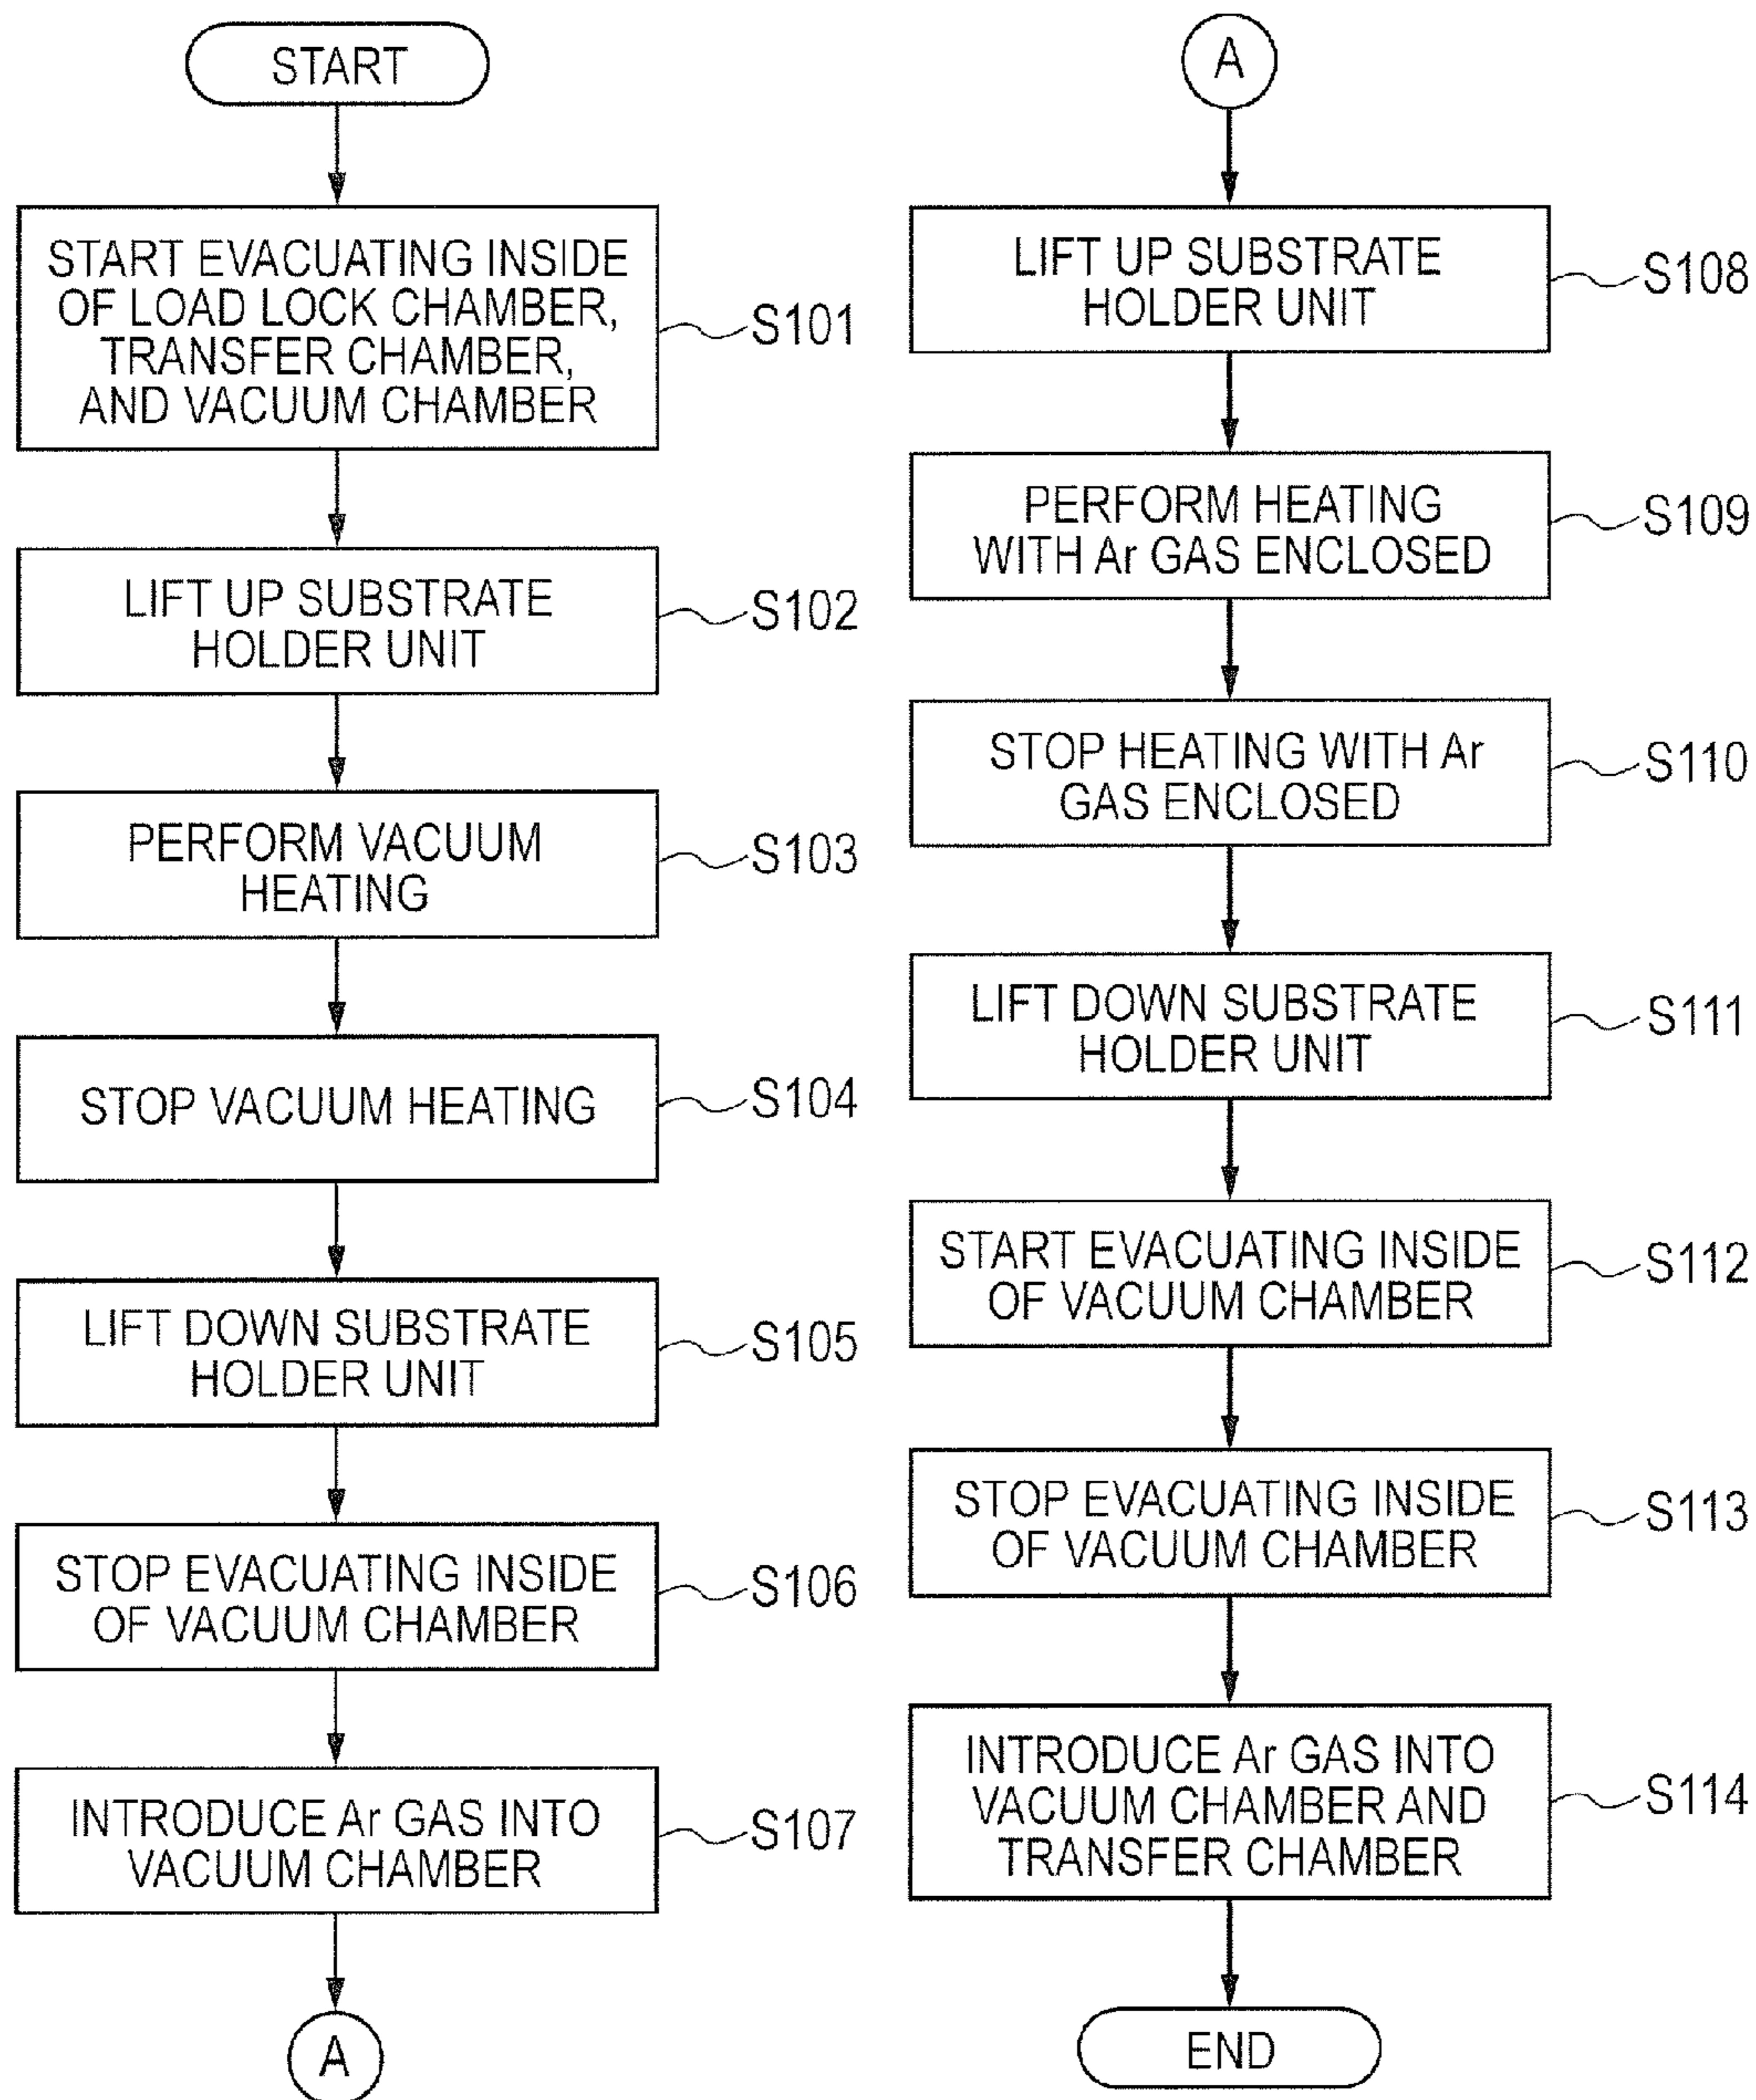 START
START EVACUATING INSIDE
OF LOAD LOCK CHAMBER,
TRANSFER CHAMBER,
AND VACUUM CHAMBER
S101
LIFT UP SUBSTRATE
HOLDER UNIT
S102
PERFORM VACUUM
HEATING
S103
STOP VACUUM HEATING
S104
LIFT DOWN SUBSTRATE
HOLDER UNIT
S105
STOP EVACUATING INSIDE
OF VACUUM CHAMBER
S106
INTRODUCE Ar GAS INTO
VACUUM CHAMBER
S107
A
A
LIFT UP SUBSTRATE
HOLDER UNIT
S108
PERFORM HEATING
WITH Ar GAS ENCLOSED
S109
STOP HEATING WITH Ar
GAS ENCLOSED
S110
LIFT DOWN SUBSTRATE
HOLDER UNIT
S111
START EVACUATING INSIDE
OF VACUUM CHAMBER
S112
STOP EVACUATING INSIDE
OF VACUUM CHAMBER
S113
INTRODUCE Ar GAS INTO
VACUUM CHAMBER AND
TRANSFER CHAMBER
S114
END